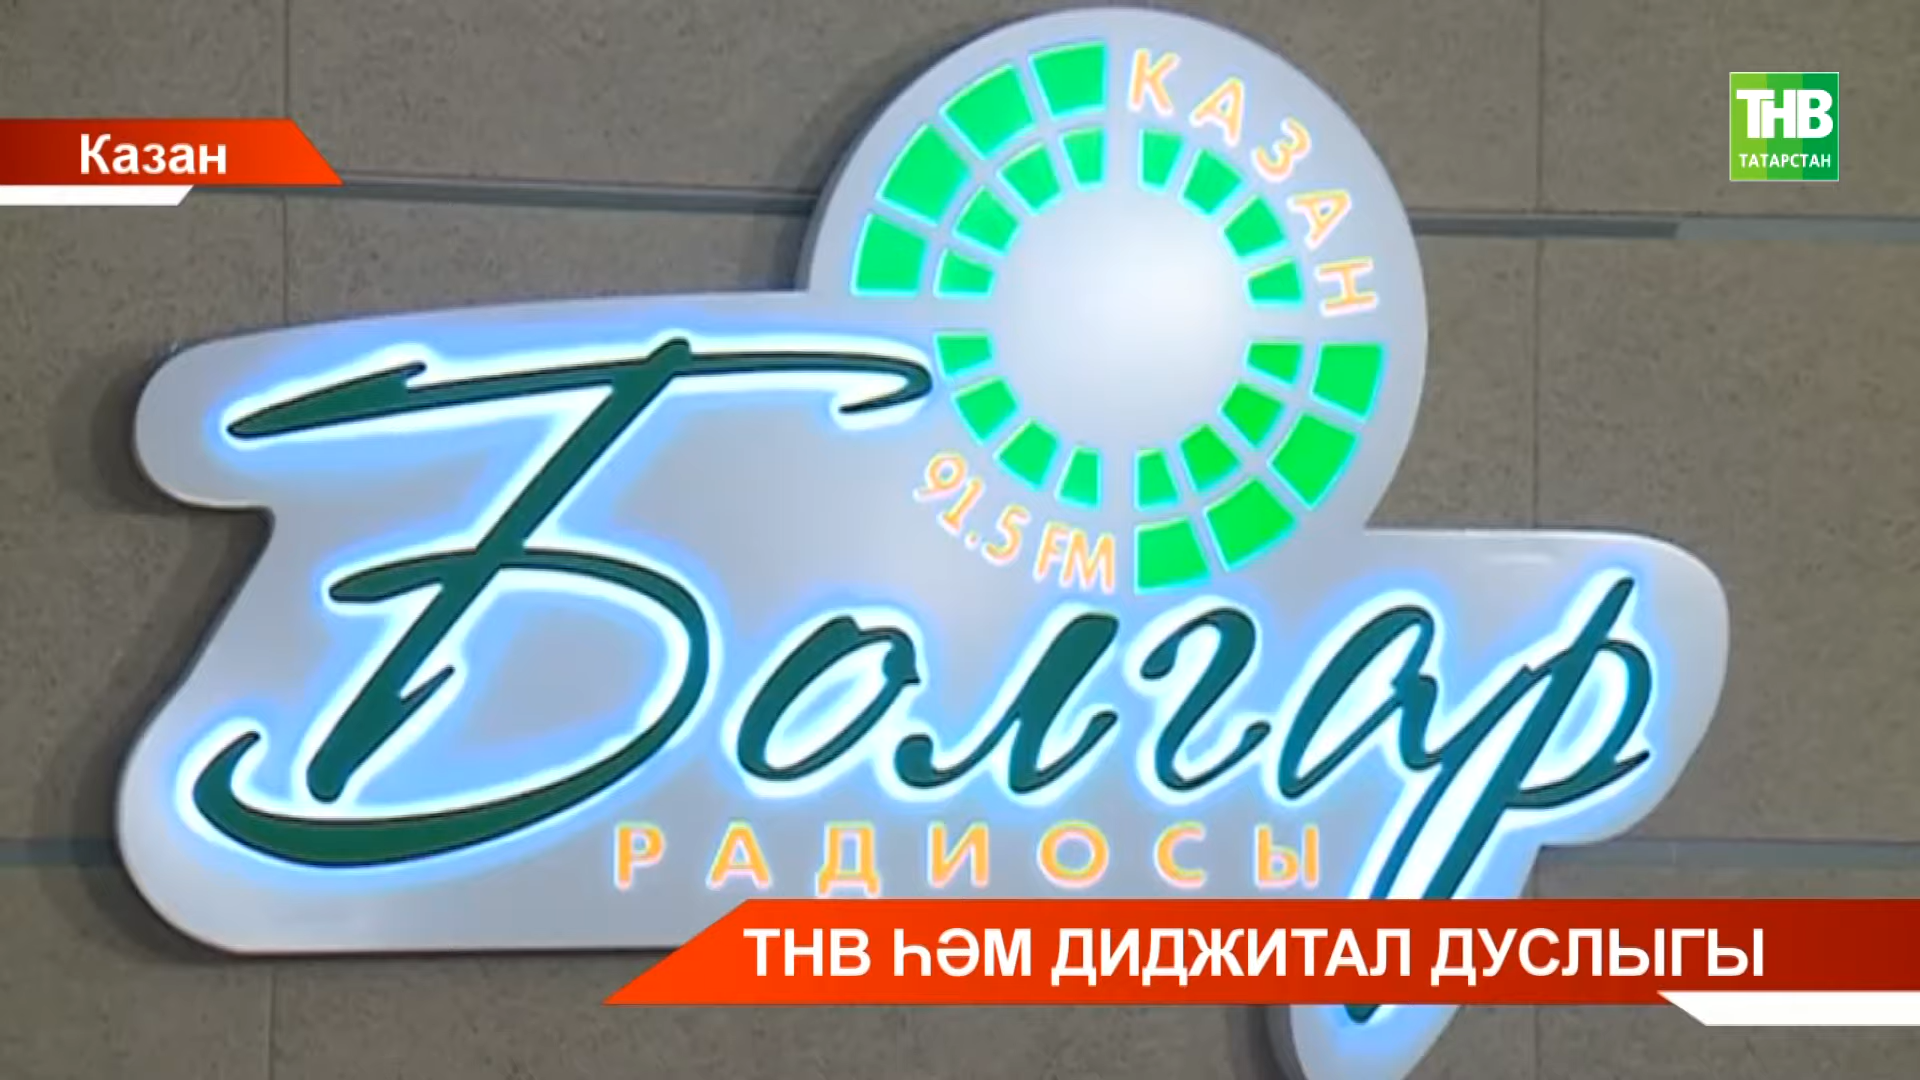 Казан
ТНВ
ТАТАРСТАН
КАЗАН
91.5 FM
Болгар
РАДИОСЫ
ТНВ ҺӘМ ДИДЖИТАЛ ДУСЛЫГЫ